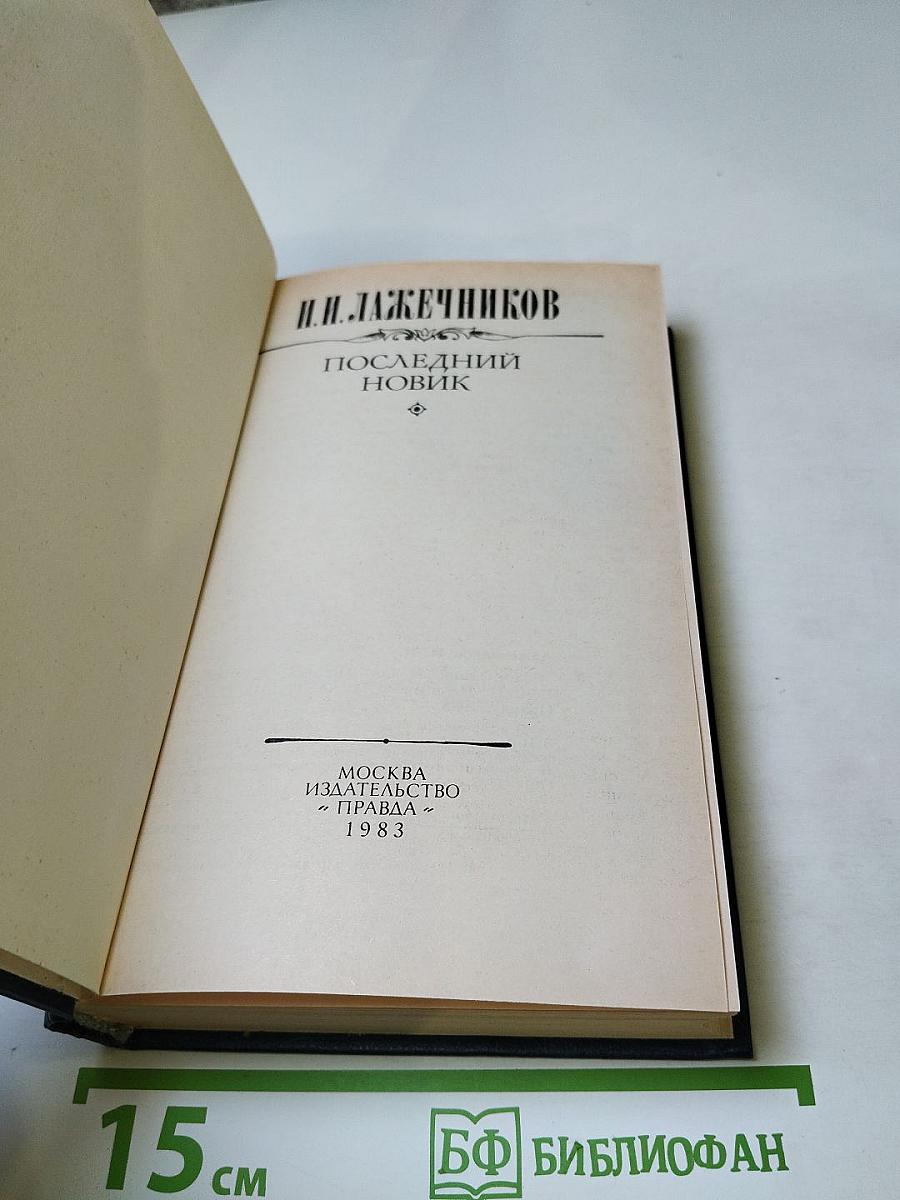 И.И. ЛАЖЕЧНИКОВ
ПОСЛЕДНИЙ
НОВИК
МОСКВА
ИЗДАТЕЛЬСТВО
„ ПРАВДА “
1983
15 см
БФ БИБЛИОФАН